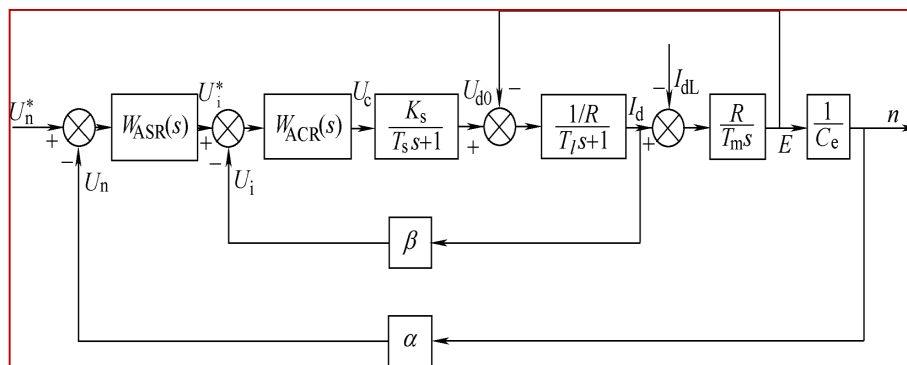 U*n
+
−
Un
WASR(s)
U*i
+
−
Ui
WACR(s)
Uc
Ks
Tss+1
Ud0
−
+
1/R
Tls+1
Id
+
−
IdL
R
Tms
E
1
Ce
n
β
α